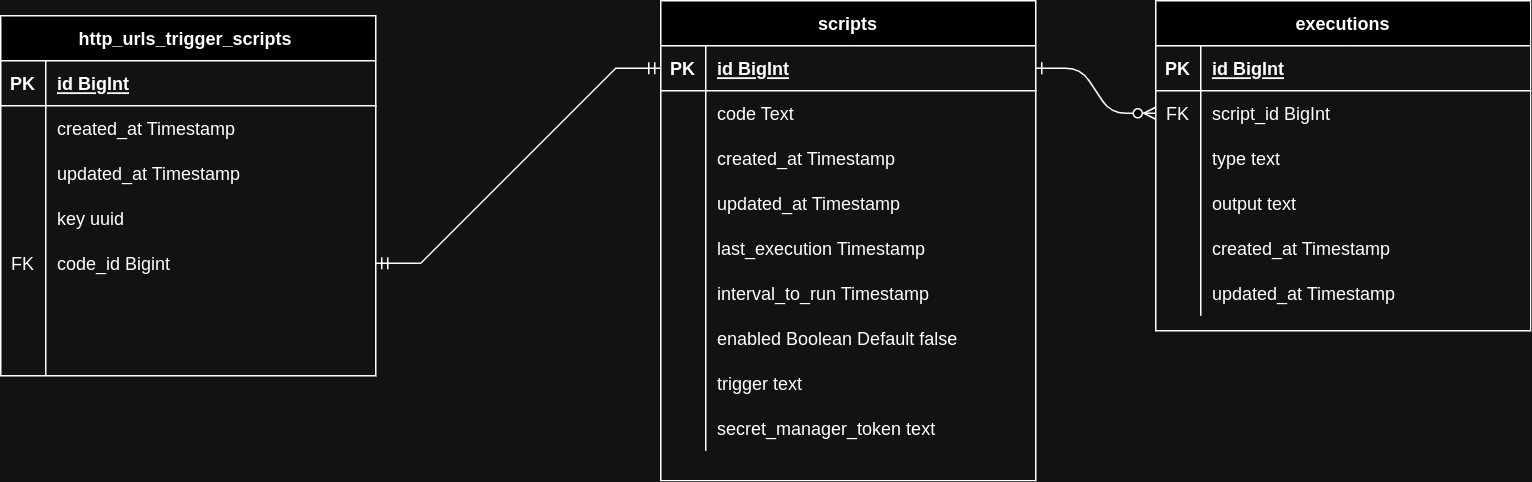 http_urls_trigger_scripts
PK id BigInt
created_at Timestamp
updated_at Timestamp
key uuid
FK code_id Bigint
scripts
PK id BigInt
code Text
created_at Timestamp
updated_at Timestamp
last_execution Timestamp
interval_to_run Timestamp
enabled Boolean Default false
trigger text
secret_manager_token text
executions
PK id BigInt
FK script_id BigInt
type text
output text
created_at Timestamp
updated_at Timestamp